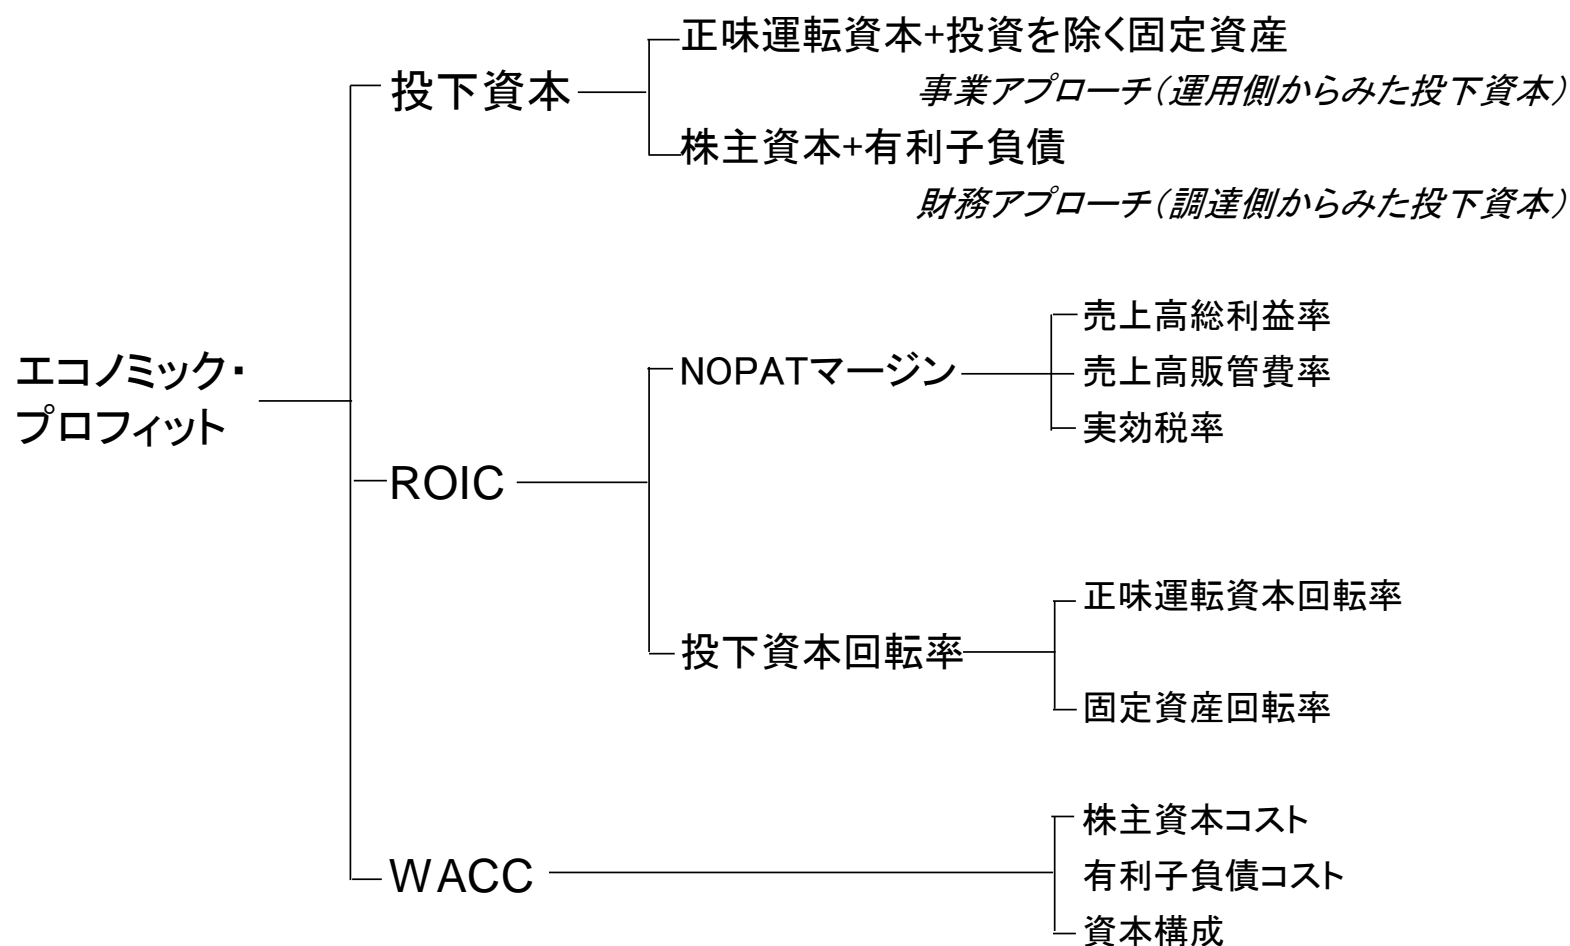 正味運転資本+投資を除く固定資産
投下資本
事業アプローチ(運用側からみた投下資本)
株主資本+有利子負債
財務アプローチ(調達側からみた投下資本)
エコノミック・
プロフィット
ROIC
NOPATマージン
売上高総利益率
売上高販管費率
実効税率
投下資本回転率
正味運転資本回転率
固定資産回転率
WACC
株主資本コスト
有利子負債コスト
資本構成